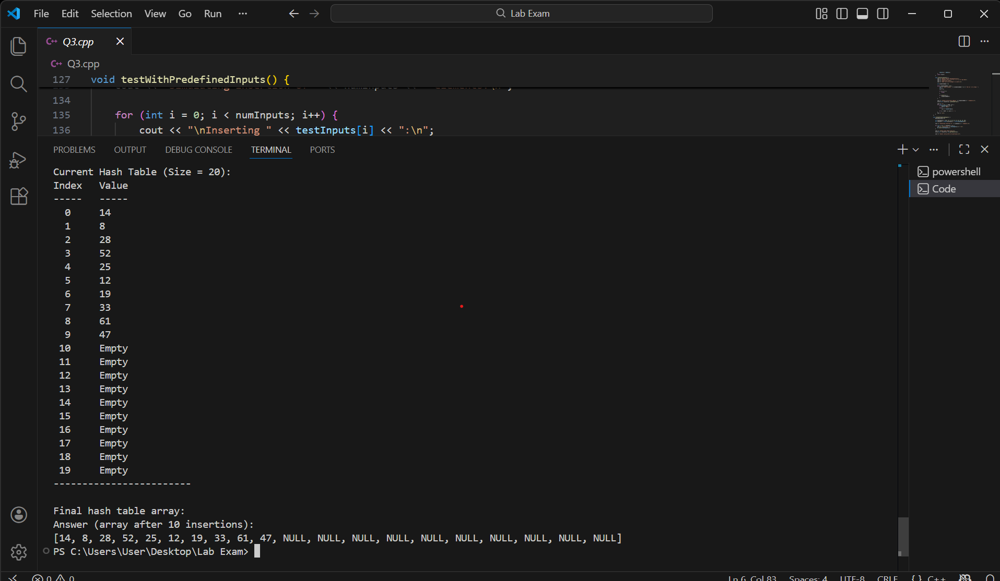 File Edit Selection View Go Run ··· Lab Exam
Q3.cpp
Q3.cpp
127 void testWithPredefinedInputs() {
134
135 for (int i = 0; i < numInputs; i++) {
136 cout << "\nInserting " << testInputs[i] << ":\n";
PROBLEMS OUTPUT DEBUG CONSOLE TERMINAL PORTS
powershell
Code
Current Hash Table (Size = 20):
Index Value
----- -----
0 14
1 8
2 28
3 52
4 25
5 12
6 19
7 33
8 61
9 47
10 Empty
11 Empty
12 Empty
13 Empty
14 Empty
15 Empty
16 Empty
17 Empty
18 Empty
19 Empty
------------------------
Final hash table array:
Answer (array after 10 insertions):
[14, 8, 28, 52, 25, 12, 19, 33, 61, 47, NULL, NULL, NULL, NULL, NULL, NULL, NULL, NULL, NULL, NULL]
PS C:\Users\User\Desktop\Lab Exam>
0 0 Ln 6, Col 83 Spaces: 4 UTF-8 CRLF { } C++